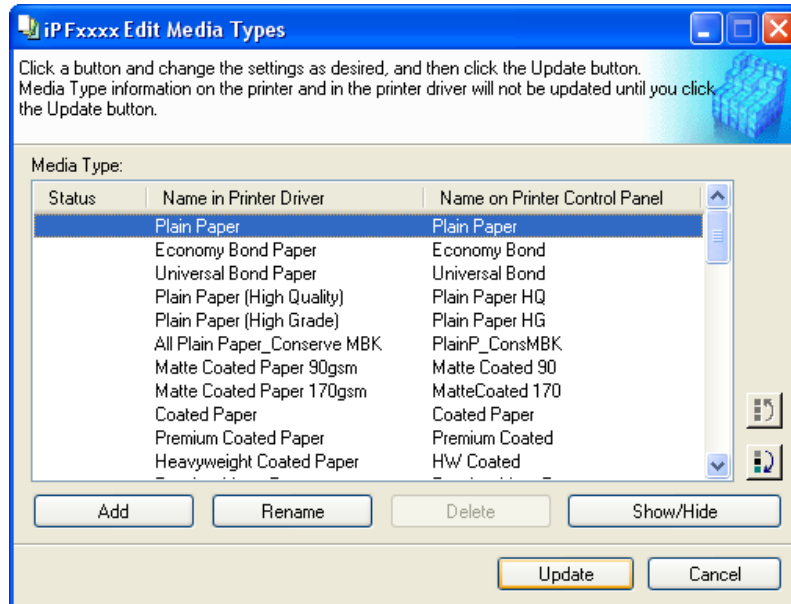 iPFxxxx Edit Media Types
Click a button and change the settings as desired, and then click the Update button.
Media Type information on the printer and in the printer driver will not be updated until you click
the Update button.
Media Type:
Status Name in Printer Driver Name on Printer Control Panel
Plain Paper Plain Paper
Economy Bond Paper Economy Bond
Universal Bond Paper Universal Bond
Plain Paper (High Quality) Plain Paper HQ
Plain Paper (High Grade) Plain Paper HG
All Plain Paper_Conserve MBK PlainP_ConsMBK
Matte Coated Paper 90gsm Matte Coated 90
Matte Coated Paper 170gsm MatteCoated 170
Coated Paper Coated Paper
Premium Coated Paper Premium Coated
Heavyweight Coated Paper HW Coated
Add Rename Delete Show/Hide
Update Cancel